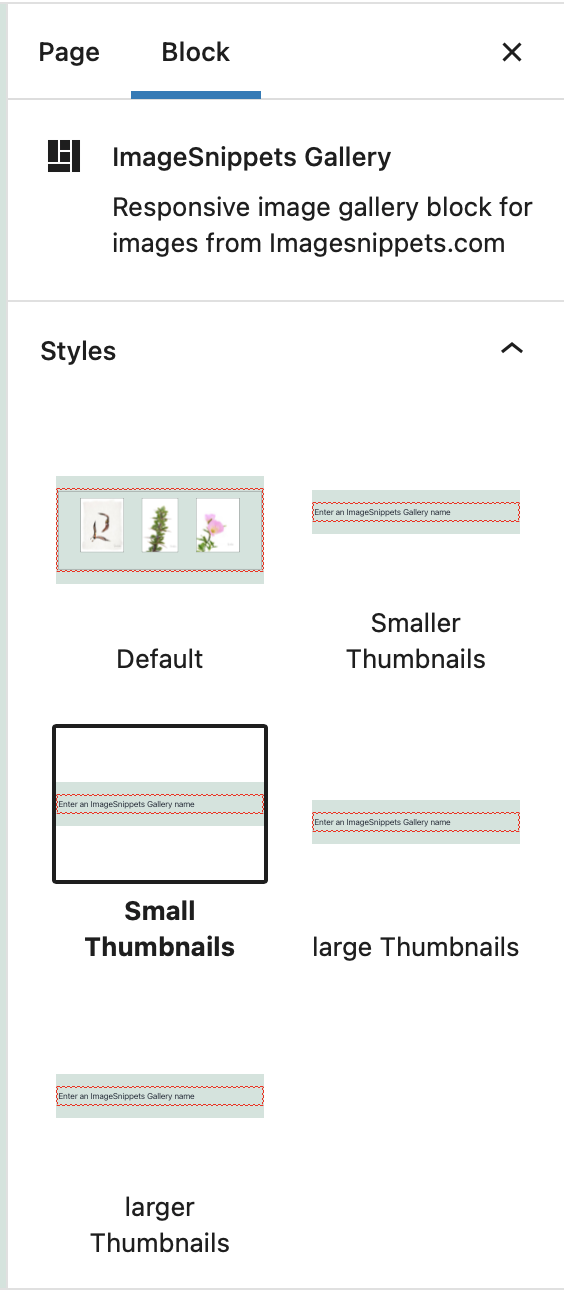 Page Block
ImageSnippets Gallery
Responsive image gallery block for
images from Imagesnippets.com
Styles
Default
Enter an ImageSnippets Gallery name
Smaller
Thumbnails
Enter an ImageSnippets Gallery name
Small
Thumbnails
Enter an ImageSnippets Gallery name
large Thumbnails
Enter an ImageSnippets Gallery name
larger
Thumbnails